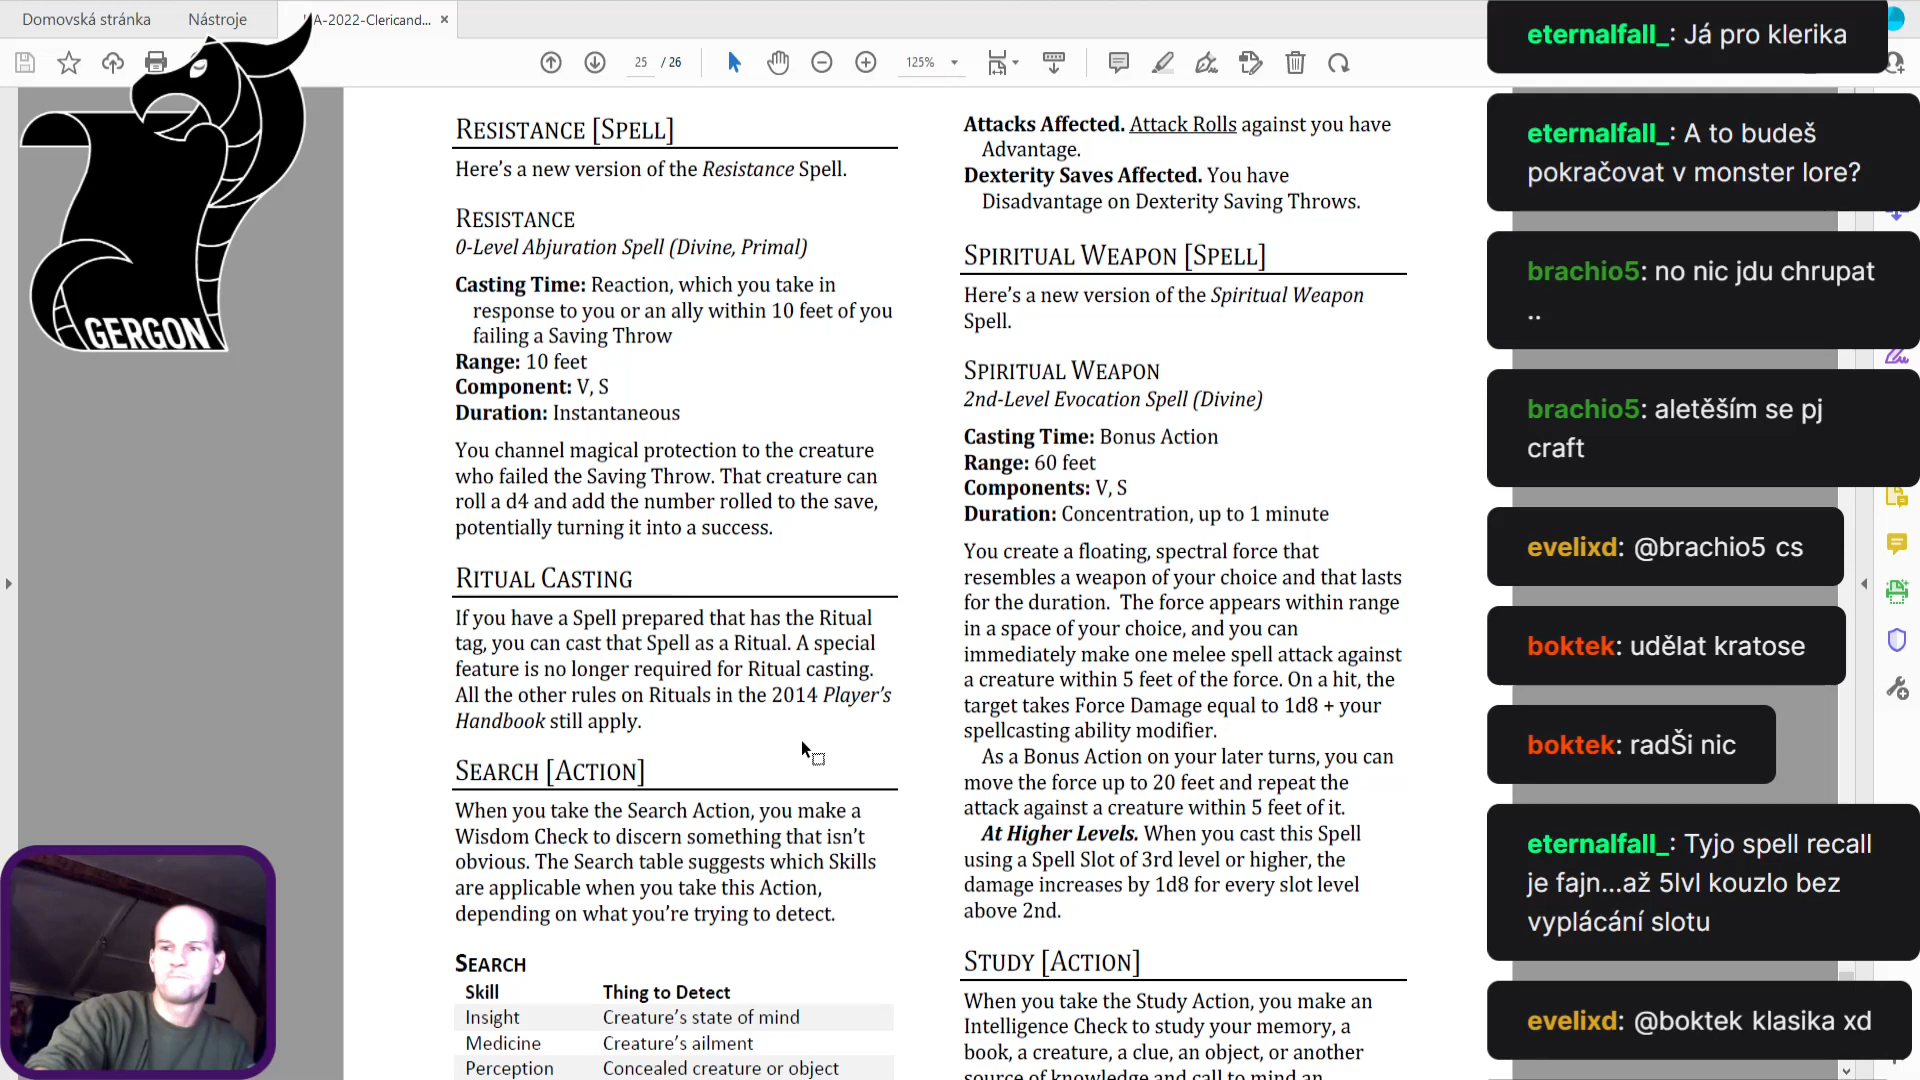 Domovská stránka
Nástroje
A-2022-Clericand...
25
/ 26
125%
GERGON
RESISTANCE [SPELL]
Here's a new version of the Resistance Spell.
RESISTANCE
0-Level Abjuration Spell (Divine, Primal)
Casting Time: Reaction, which you take in
response to you or an ally within 10 feet of you
failing a Saving Throw
Range: 10 feet
Component: V, S
Duration: Instantaneous
You channel magical protection to the creature
who failed the Saving Throw. That creature can
roll a d4 and add the number rolled to the save,
potentially turning it into a success.
RITUAL CASTING
If you have a Spell prepared that has the Ritual
tag, you can cast that Spell as a Ritual. A special
feature is no longer required for Ritual casting.
All the other rules on Rituals in the 2014 Player's
Handbook still apply.
SEARCH [ACTION]
When you take the Search Action, you make a
Wisdom Check to discern something that isn't
obvious. The Search table suggests which Skills
are applicable when you take this Action,
depending on what you're trying to detect.
SEARCH
Skill Thing to Detect
Insight Creature's state of mind
Medicine Creature's ailment
Perception Concealed creature or object
Attacks Affected. Attack Rolls against you have
Advantage.
Dexterity Saves Affected. You have
Disadvantage on Dexterity Saving Throws.
SPIRITUAL WEAPON [SPELL]
Here's a new version of the Spiritual Weapon
Spell.
SPIRITUAL WEAPON
2nd-Level Evocation Spell (Divine)
Casting Time: Bonus Action
Range: 60 feet
Components: V, S
Duration: Concentration, up to 1 minute
You create a floating, spectral force that
resembles a weapon of your choice and that lasts
for the duration. The force appears within range
in a space of your choice, and you can
immediately make one melee spell attack against
a creature within 5 feet of the force. On a hit, the
target takes Force Damage equal to 1d8 + your
spellcasting ability modifier.
As a Bonus Action on your later turns, you can
move the force up to 20 feet and repeat the
attack against a creature within 5 feet of it.
At Higher Levels. When you cast this Spell
using a Spell Slot of 3rd level or higher, the
damage increases by 1d8 for every slot level
above 2nd.
STUDY [ACTION]
When you take the Study Action, you make an
Intelligence Check to study your memory, a
book, a creature, a clue, an object, or another
source of knowledge and call to mind an
eternalfall_: Já pro klerika
eternalfall_: A to budeš
pokračovat v monster lore?
brachio5: no nic jdu chrupat
..
brachio5: aletěším se pj
craft
evelixd: @brachio5 cs
boktek: udělat kratose
boktek: radŠi nic
eternalfall_: Tyjo spell recall
je fajn...až 5lvl kouzlo bez
vyplácání slotu
evelixd: @boktek klasika xd